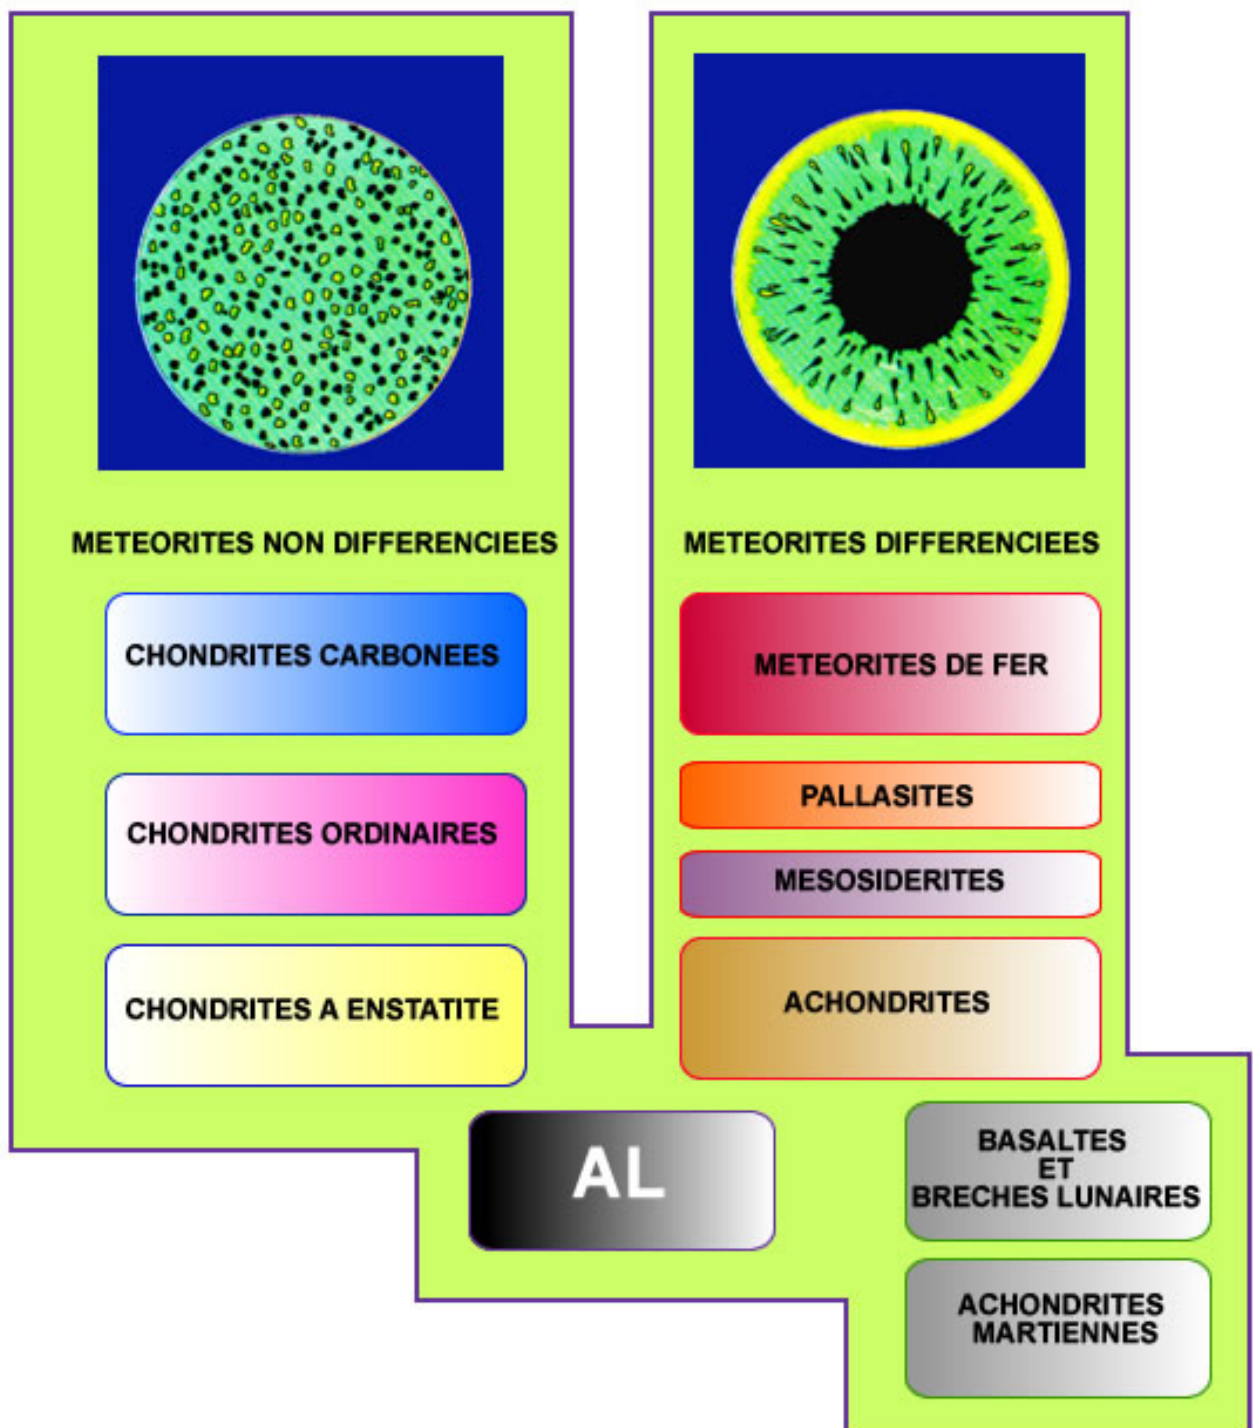 METEORITES NON DIFFERENCIEES
CHONDRITES CARBONEES
CHONDRITES ORDINAIRES
CHONDRITES A ENSTATITE
METEORITES DIFFERENCIEES
METEORITES DE FER
PALLASITES
MESOSIDERITES
ACHONDRITES
AL
BASALTES
ET
BRECHES LUNAIRES
ACHONDRITES
MARTIENNES